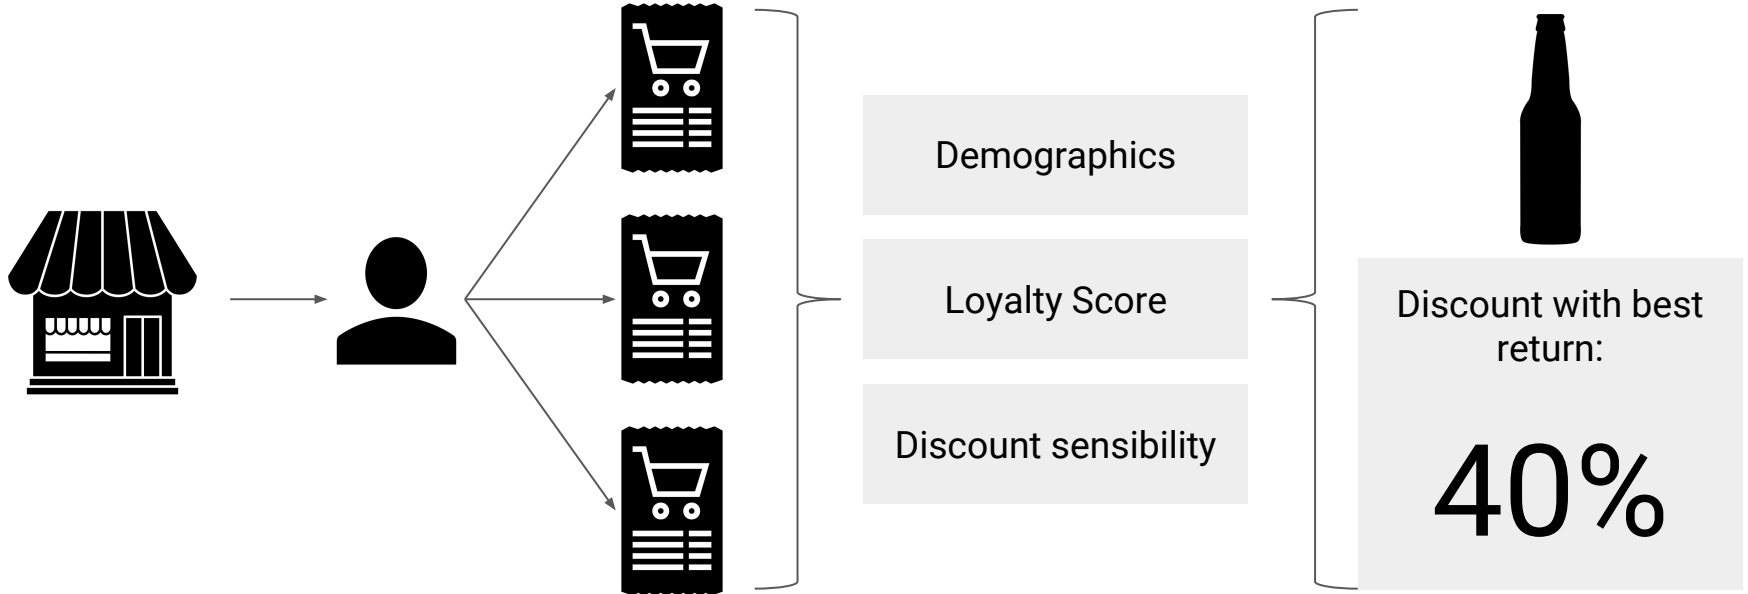 Demographics
Loyalty Score
Discount sensibility
Discount with best
return:
40%